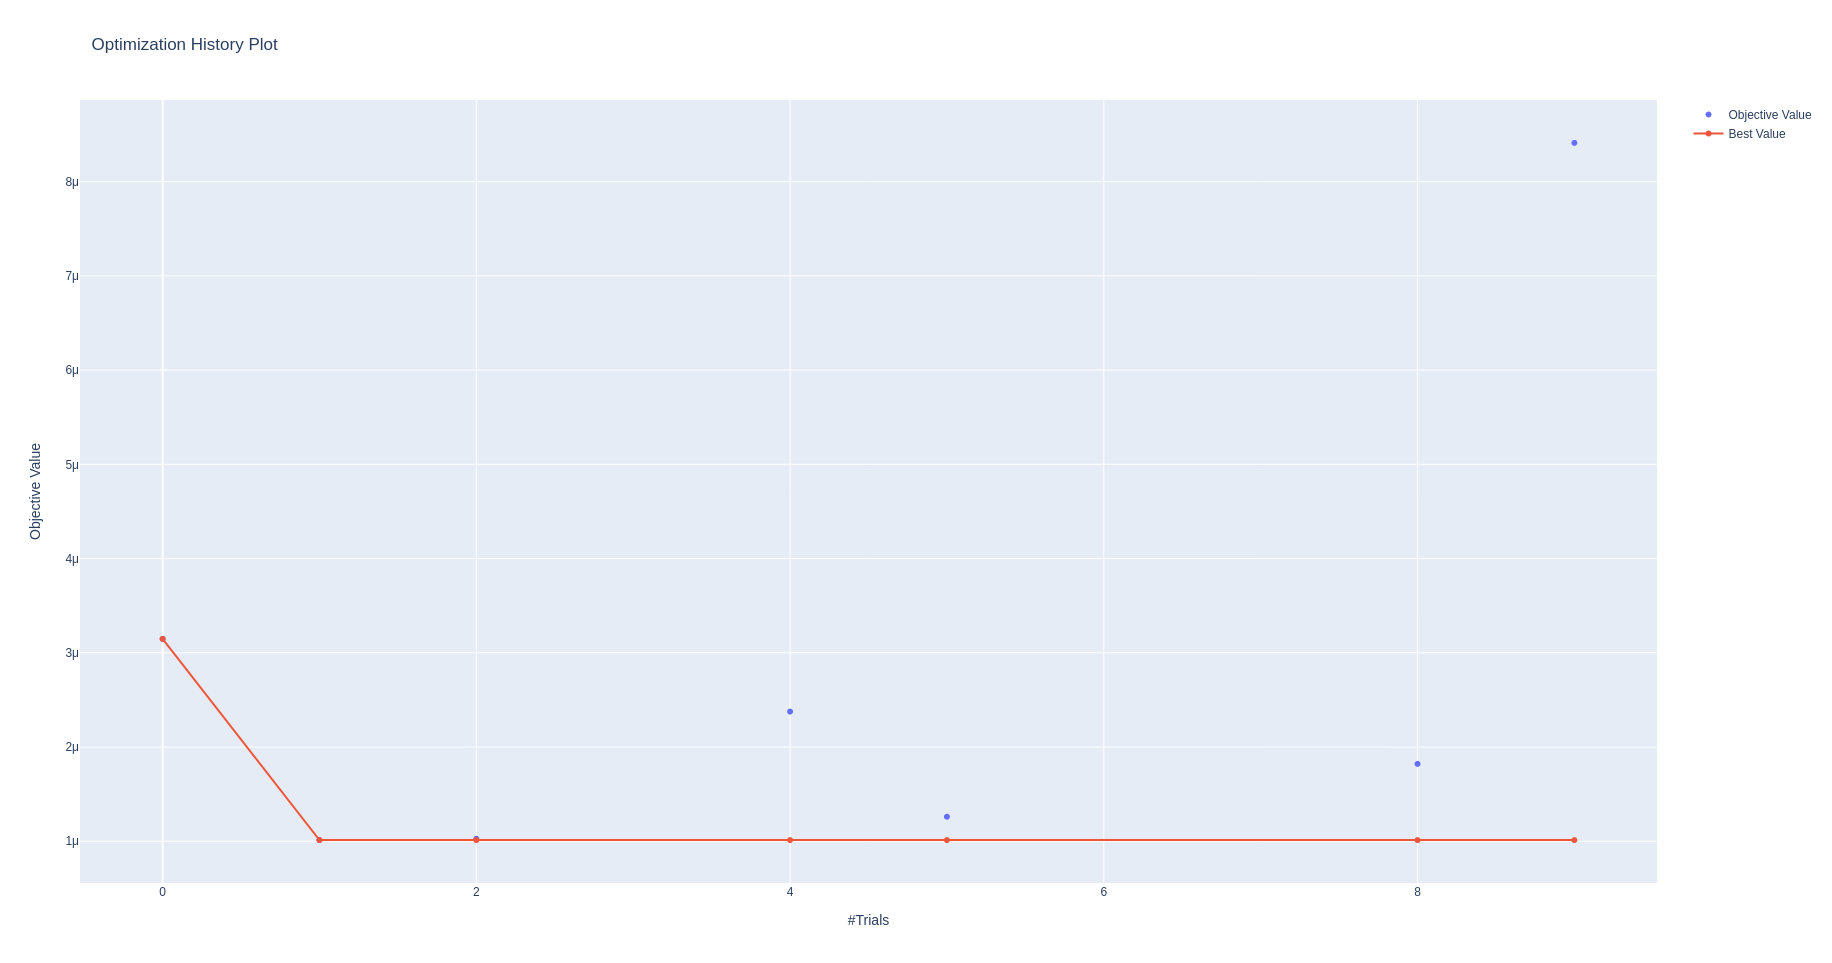 Optimization History Plot
Objective Value
Best Value
8μ
7μ
6μ
5μ
4μ
3μ
2μ
1μ
Objective Value
0
2
4
6
8
#Trials